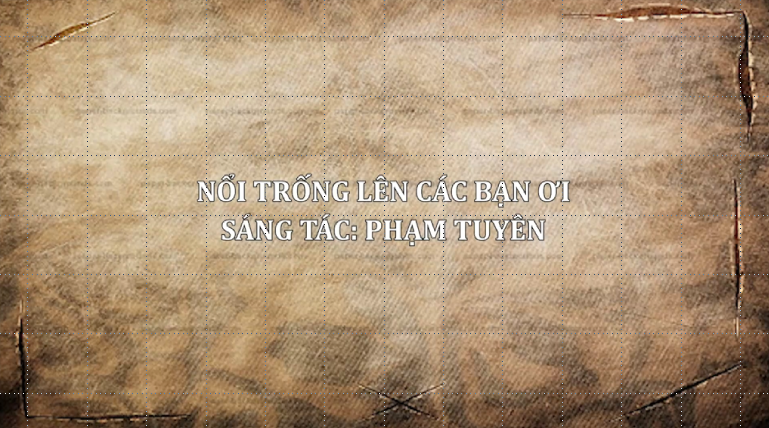 NỔI TRỐNG LÊN CÁC BẠN ƠI
SÁNG TÁC: PHẠM TUYÊN